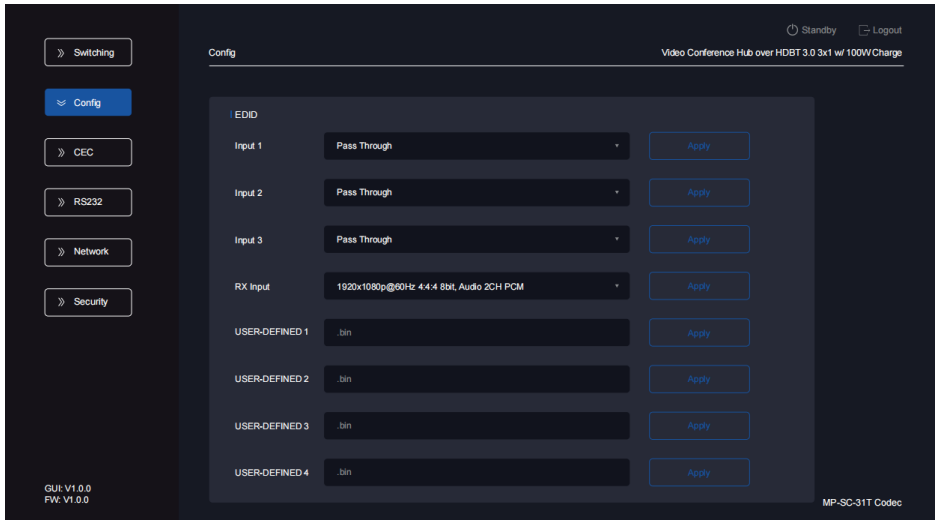 Standby Logout
Switching
Config Video Conference Hub over HDBT 3.0 3x1 w/ 100W Charge
Config
EDID
Input 1 Pass Through Apply
CEC
Input 2 Pass Through Apply
RS232
Input 3 Pass Through Apply
Network
RX Input 1920x1080p@60Hz 4:4:4 8bit, Audio 2CH PCM Apply
Security
USER-DEFINED 1 .bin Apply
USER-DEFINED 2 .bin Apply
USER-DEFINED 3 .bin Apply
USER-DEFINED 4 .bin Apply
GUI: V1.0.0
FW: V1.0.0
MP-SC-31T Codec